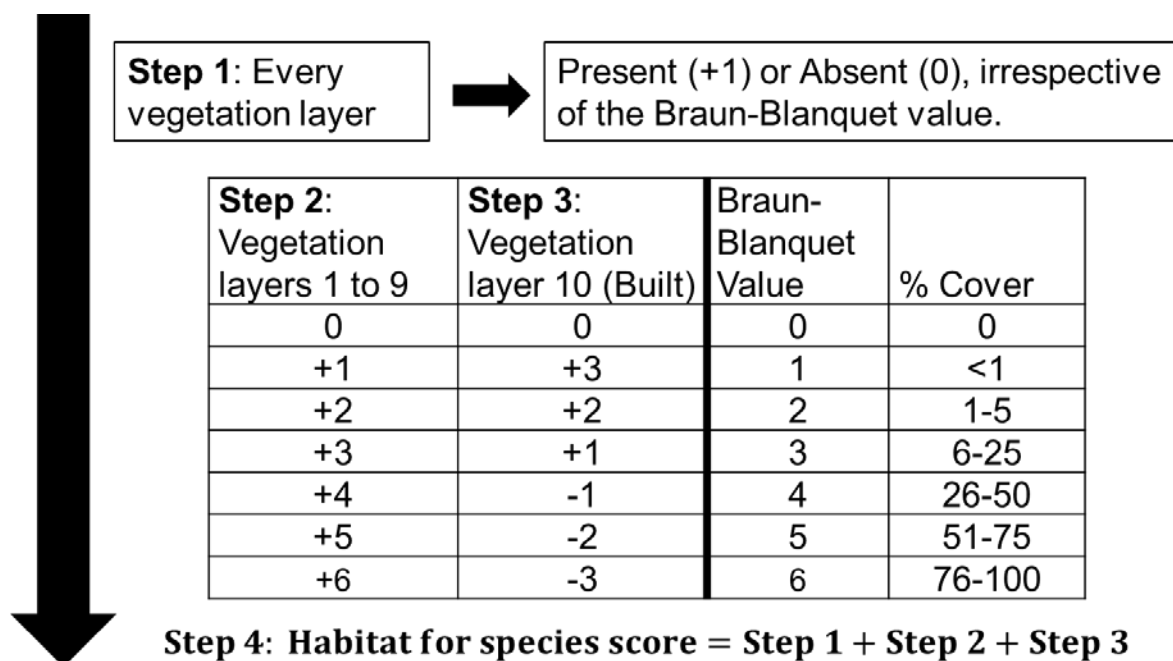 Step 1: Every
vegetation layer
Present (+1) or Absent (0), irrespective
of the Braun-Blanquet value.
Step 2:
Vegetation
layers 1 to 9
Step 3:
Vegetation
layer 10 (Built)
Braun-
Blanquet
Value
% Cover
0 0 0 0
+1 +3 1 <1
+2 +2 2 1-5
+3 +1 3 6-25
+4 -1 4 26-50
+5 -2 5 51-75
+6 -3 6 76-100
Step 4: Habitat for species score = Step 1 + Step 2 + Step 3